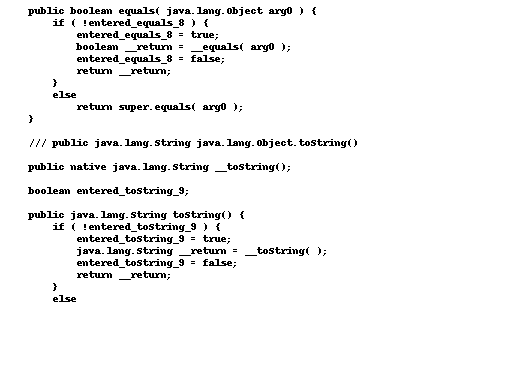 public boolean equals( java.lang.Object arg0 ) {
if ( !entered_equals_8 ) {
entered_equals_8 = true;
boolean __return = __equals( arg0 );
entered_equals_8 = false;
return __return;
}
else
return super.equals( arg0 );
}
/// public java.lang.String java.lang.Object.toString()
public native java.lang.String __toString();
boolean entered_toString_9;
public java.lang.String toString() {
if ( !entered_toString_9 ) {
entered_toString_9 = true;
java.lang.String __return = __toString( );
entered_toString_9 = false;
return __return;
}
else